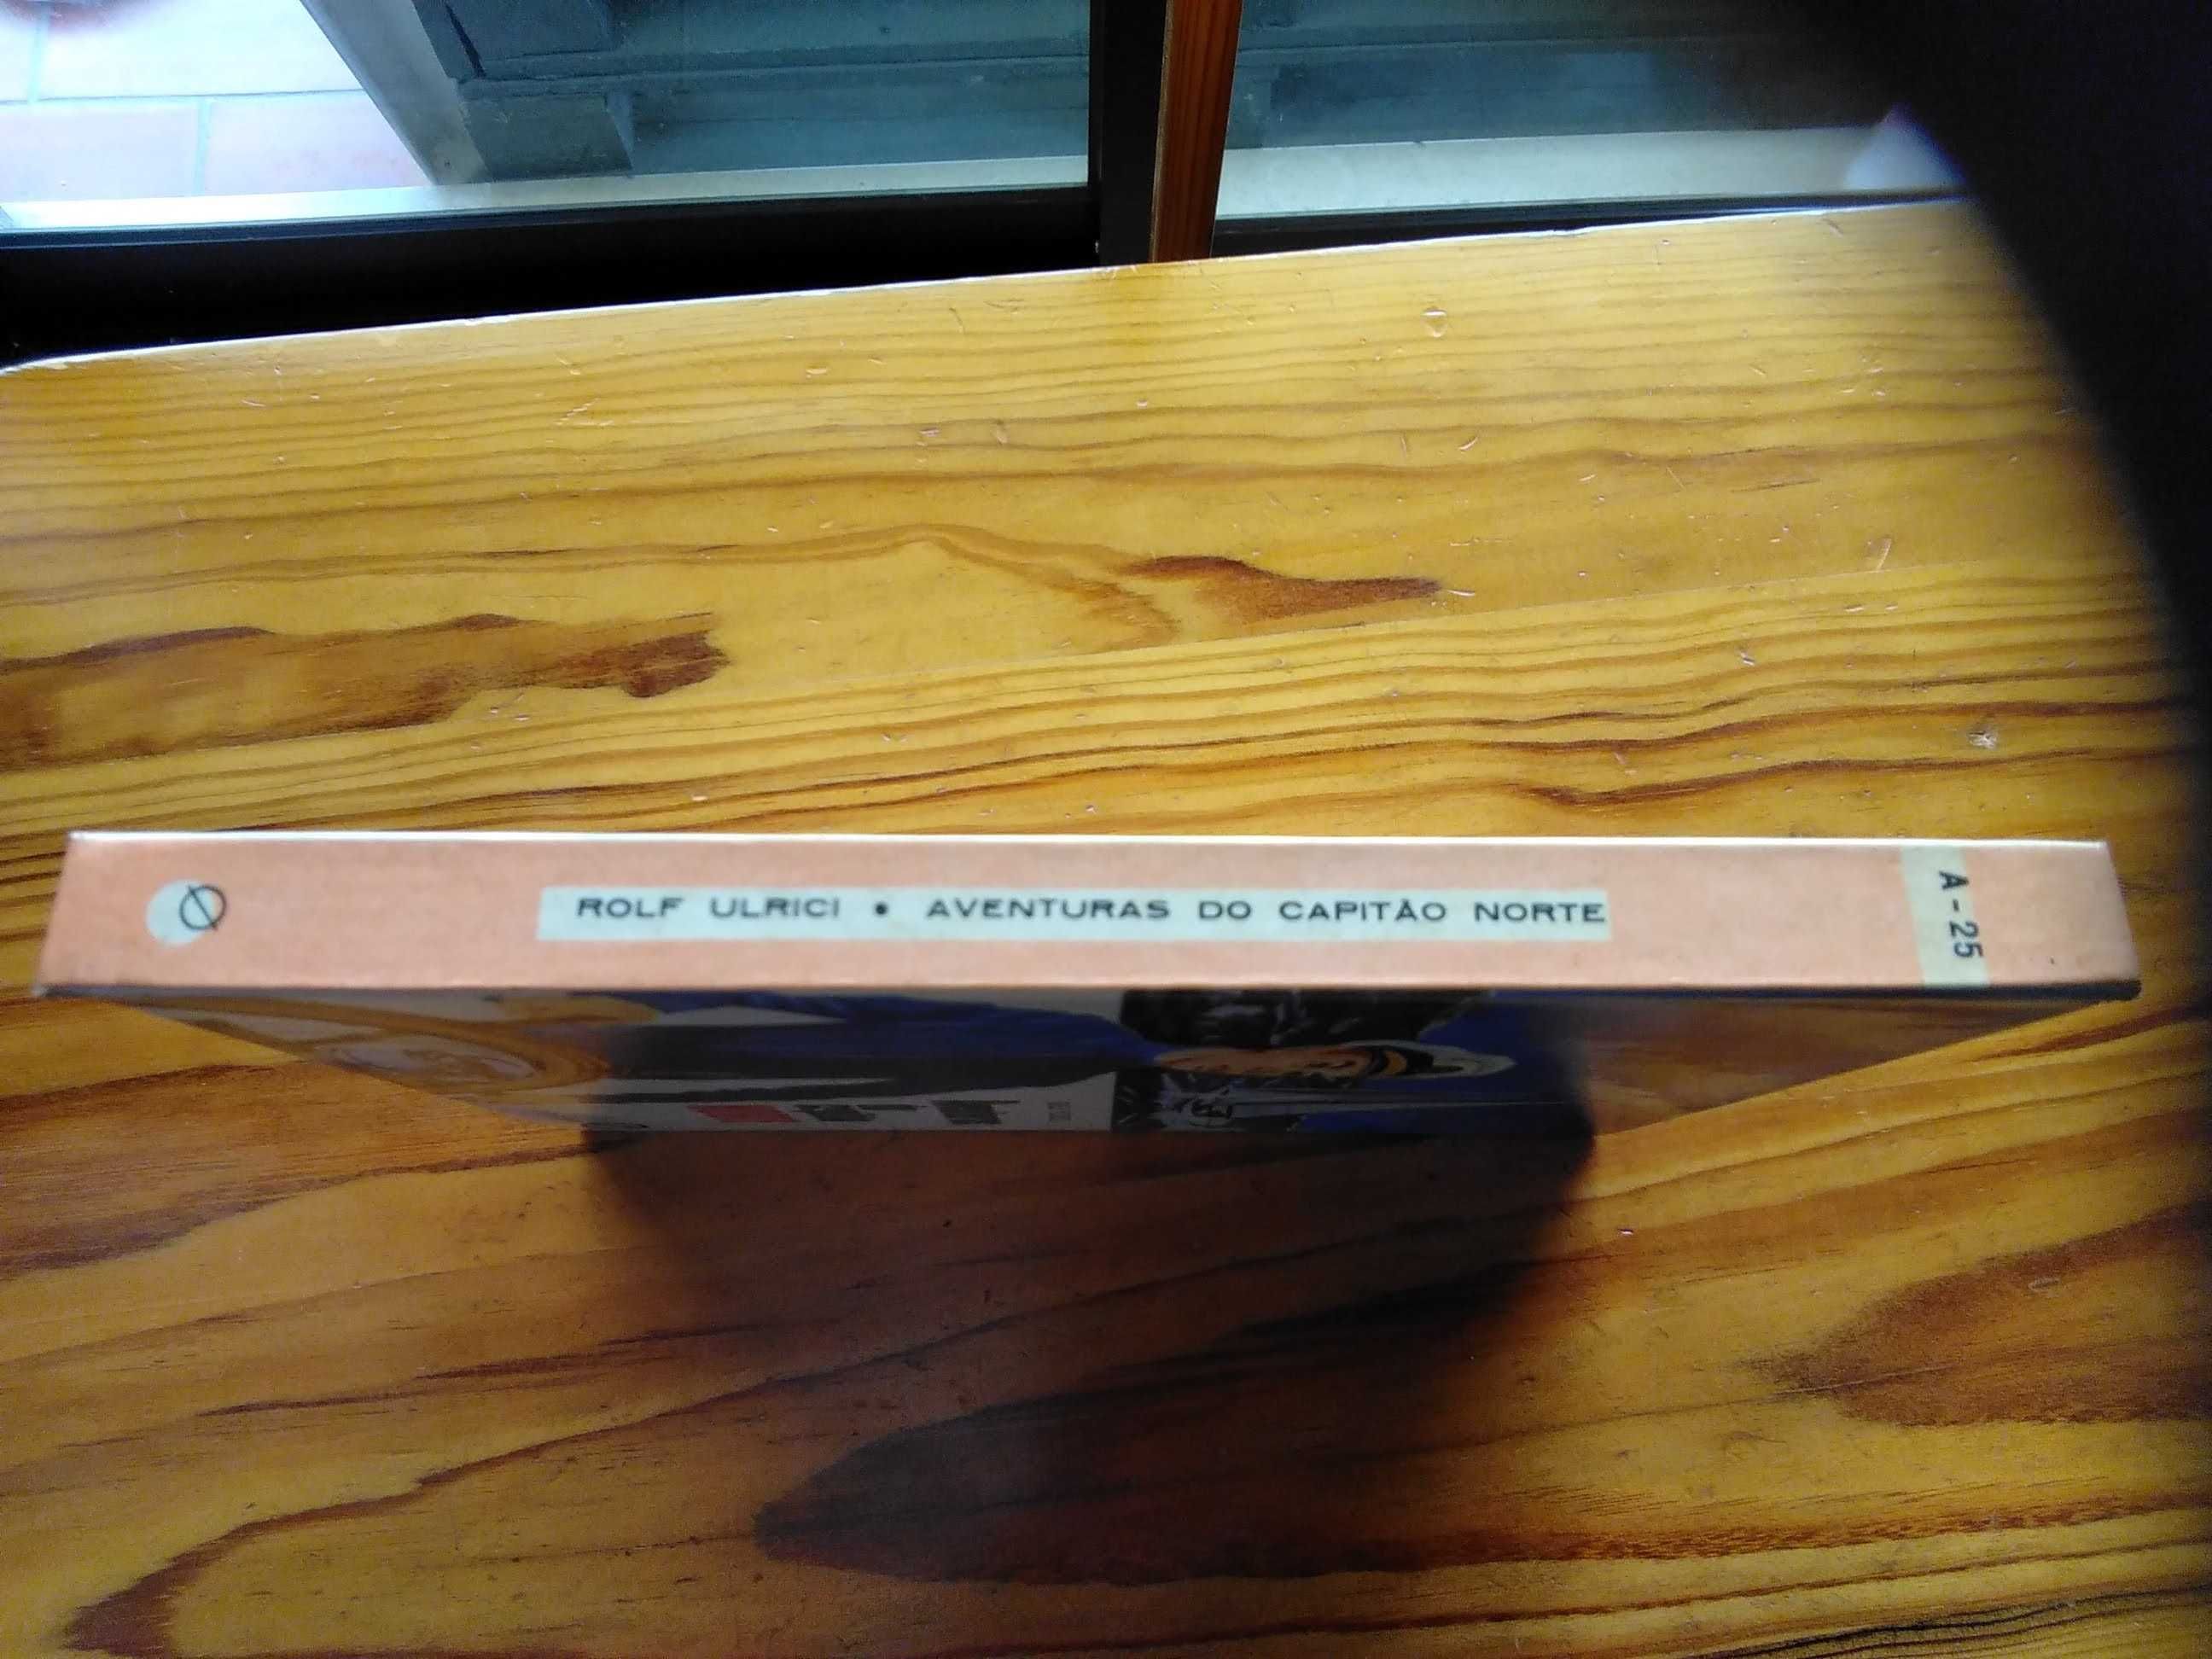 ROLF ULRICI • AVENTURAS DO CAPITÃO NORTE
A-25